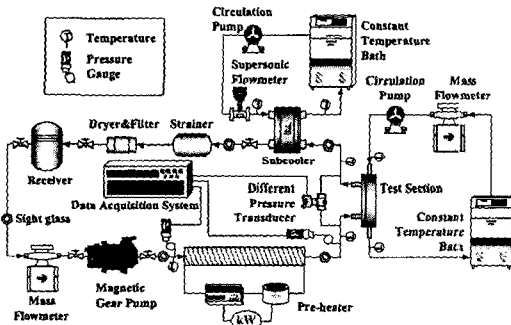 Temperature
Pressure
Gauge
Circulation
Pump
Constant
Temperature
Bath
Supersonic
Flowmeter
Circulation
Pump
Mass
Flowmeter
Dryer&Filter
Strainer
Subcooler
Receiver
Data Acquisition System
Different
Pressure
Transducer
Test Section
Constant
Temperature
Bath
Sight glass
Mass
Flowmeter
Magnetic
Gear Pump
Pre-heater
kW